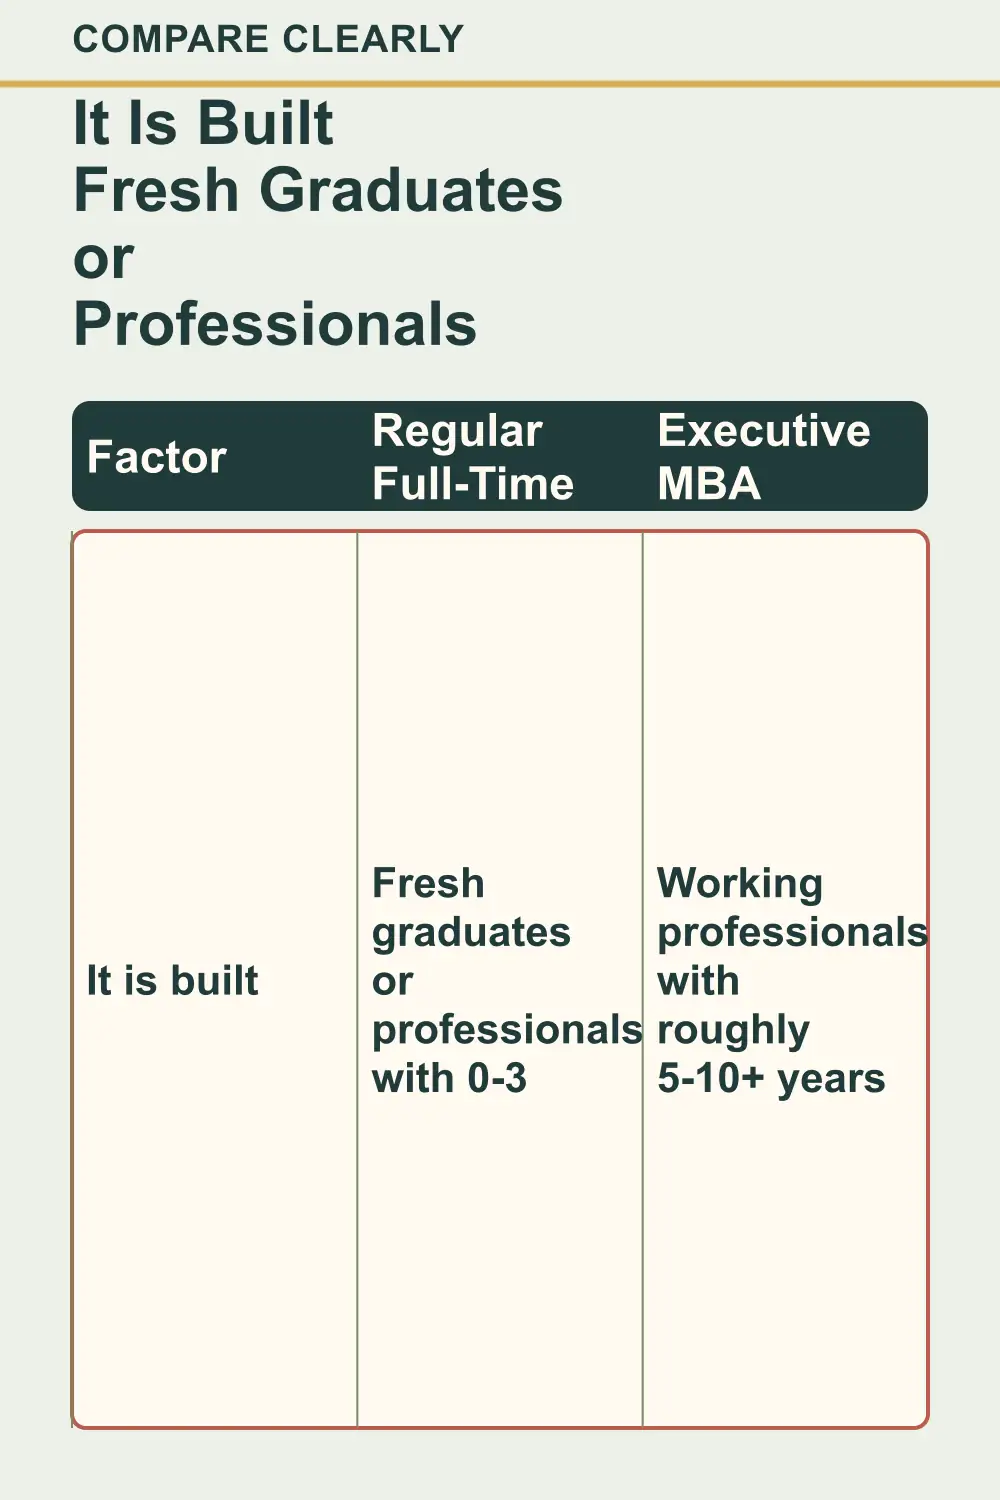 COMPARE CLEARLY
It Is Built
Fresh Graduates
or
Professionals
Factor
Regular
Full-Time
Executive
MBA
It is built
Fresh
graduates
or
professionals
with 0-3
Working
professionals
with
roughly
5-10+ years